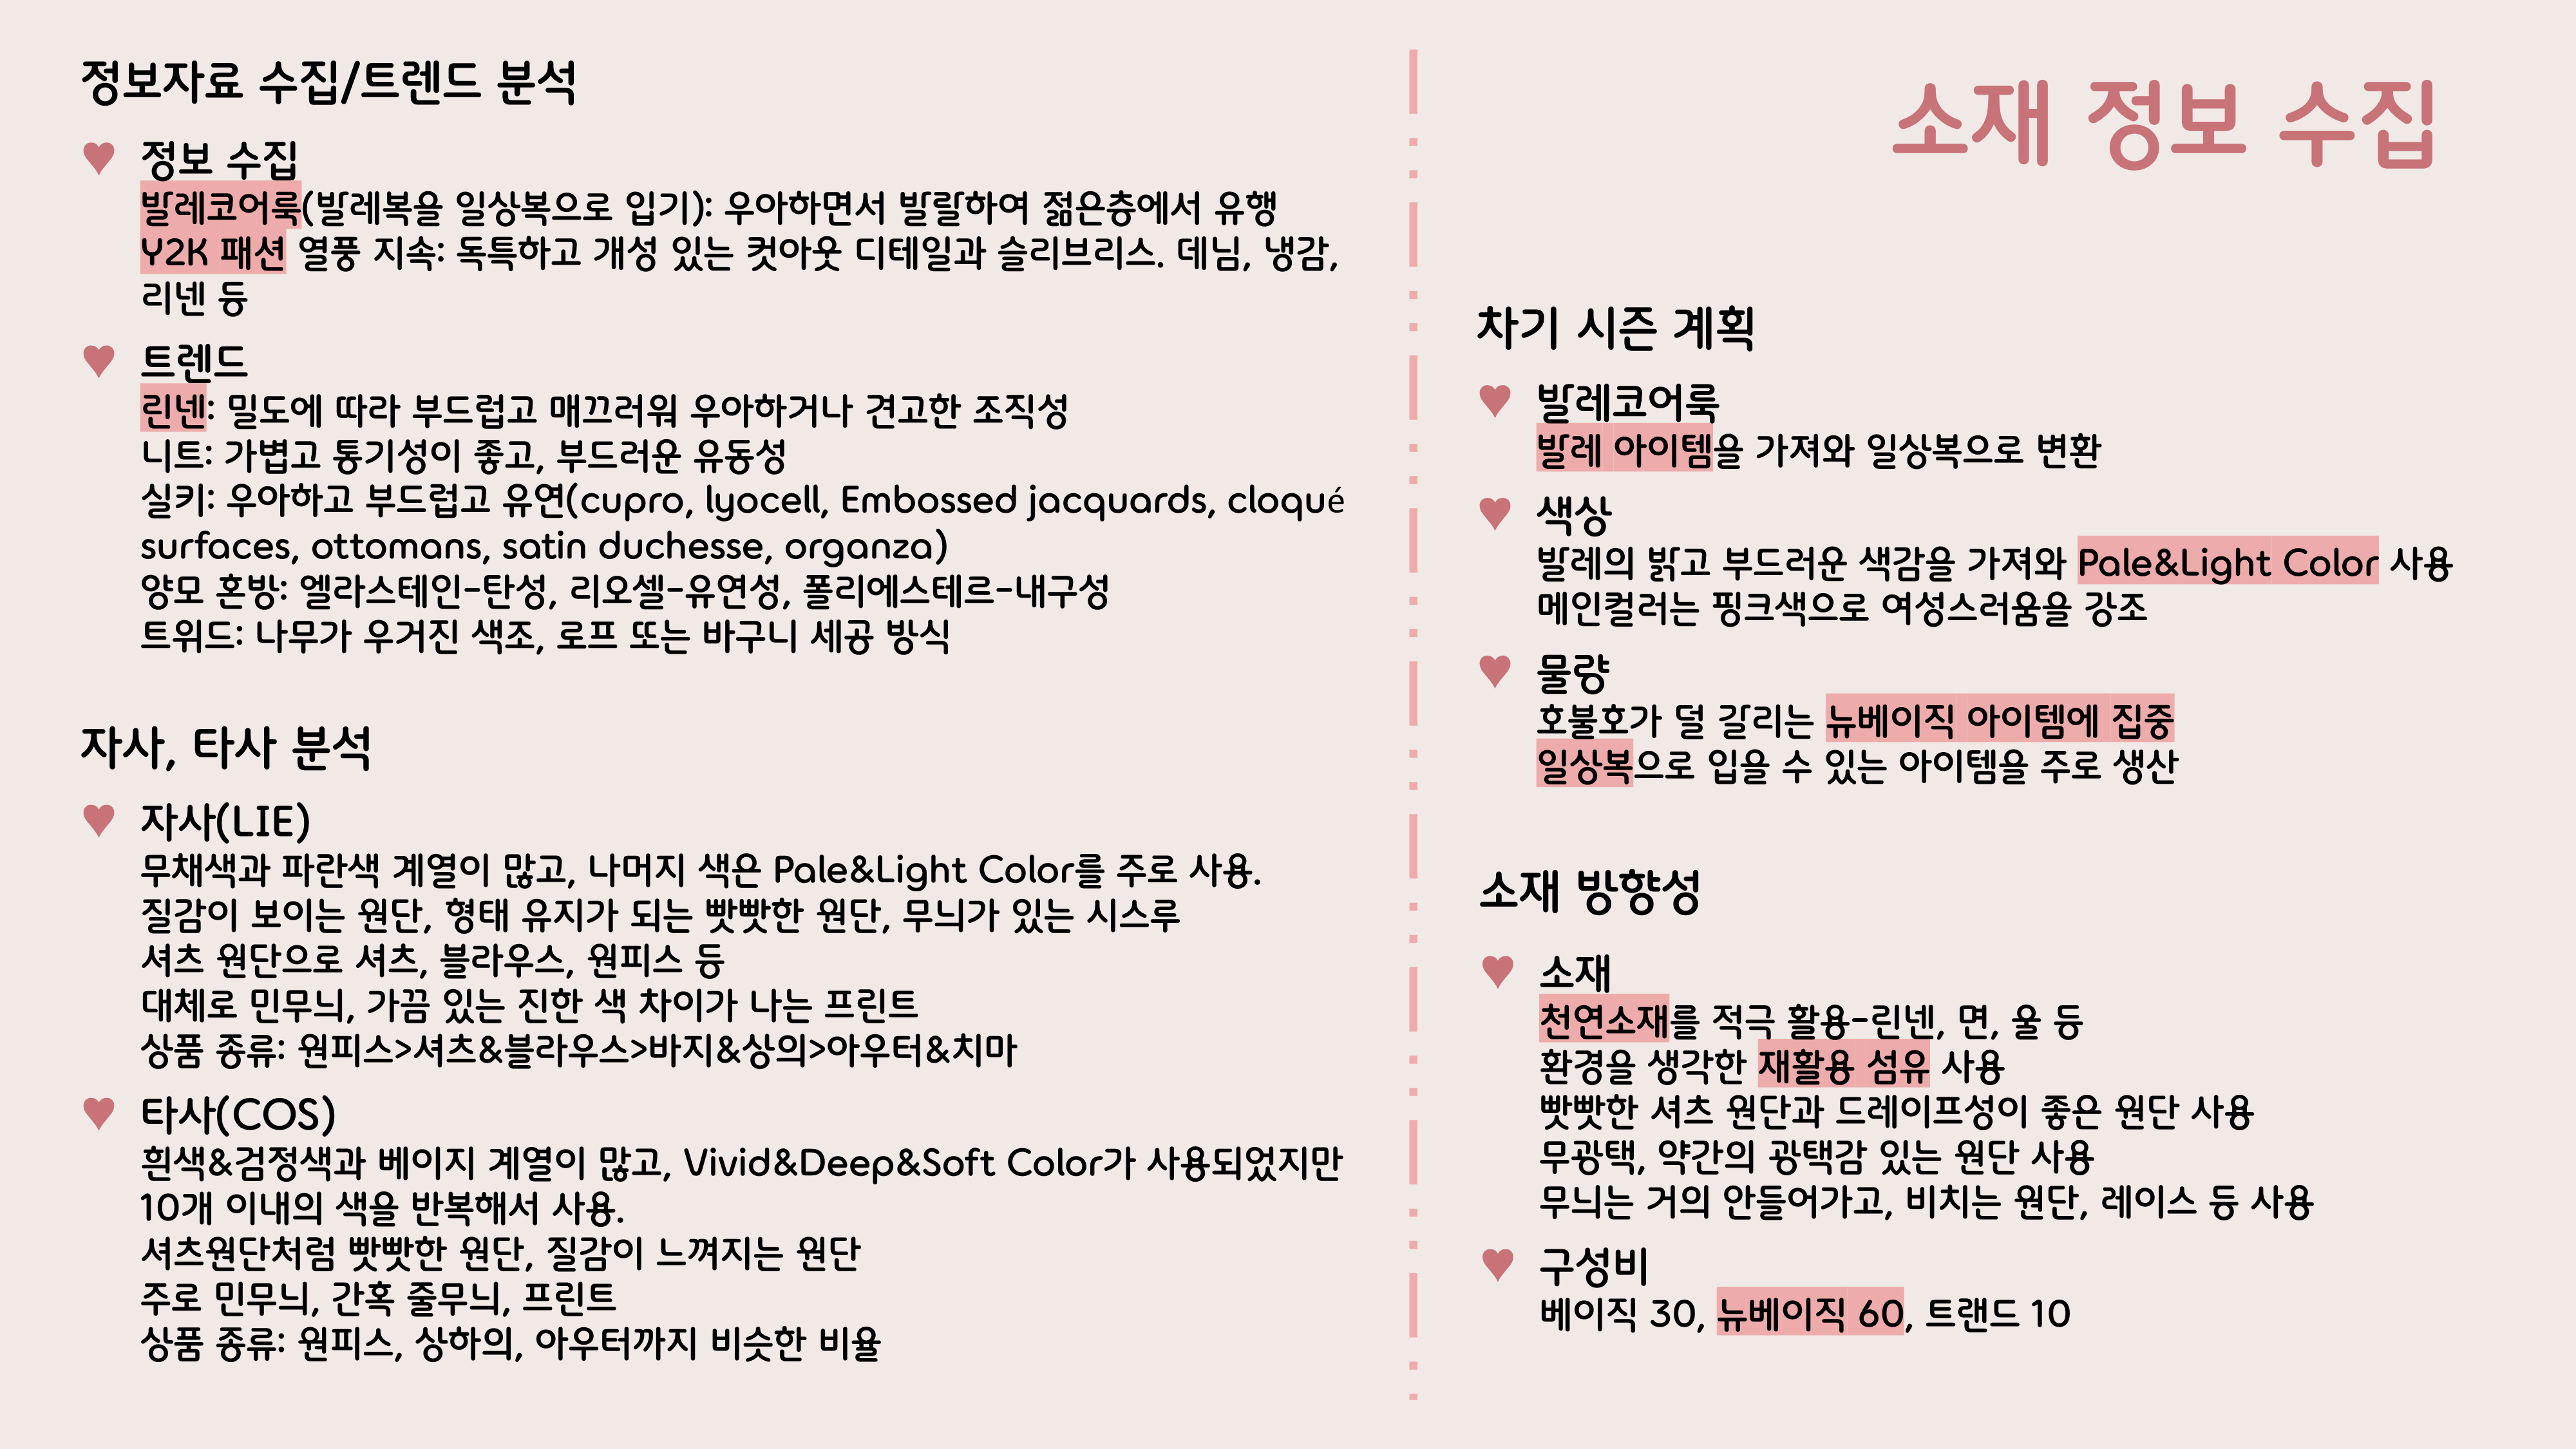 소재 정보 수집
정보자료 수집/트렌드 분석
♥ 정보 수집
발레코어룩(발레복을 일상복으로 입기): 우아하면서 발랄하여 젊은층에서 유행
Y2K 패션 열풍 지속: 독특하고 개성 있는 컷아웃 디테일과 슬리브리스. 데님, 냉감,
리넨 등
♥ 트렌드
린넨: 밀도에 따라 부드럽고 매끄러워 우아하거나 견고한 조직성
니트: 가볍고 통기성이 좋고, 부드러운 유동성
실키: 우아하고 부드럽고 유연(cupro, lyocell, Embossed jacquards, cloqué
surfaces, ottomans, satin duchesse, organza)
양모 혼방: 엘라스테인-탄성, 리오셀-유연성, 폴리에스테르-내구성
트위드: 나무가 우거진 색조, 로프 또는 바구니 세공 방식
자사, 타사 분석
♥ 자사(LIE)
무채색과 파란색 계열이 많고, 나머지 색은 Pale&Light Color를 주로 사용.
질감이 보이는 원단, 형태 유지가 되는 빳빳한 원단, 무늬가 있는 시스루
셔츠 원단으로 셔츠, 블라우스, 원피스 등
대체로 민무늬, 가끔 있는 진한 색 차이가 나는 프린트
상품 종류: 원피스>셔츠&블라우스>바지&상의>아우터&치마
♥ 타사(COS)
흰색&검정색과 베이지 계열이 많고, Vivid&Deep&Soft Color가 사용되었지만
10개 이내의 색을 반복해서 사용.
셔츠원단처럼 빳빳한 원단, 질감이 느껴지는 원단
주로 민무늬, 간혹 줄무늬, 프린트
상품 종류: 원피스, 상하의, 아우터까지 비슷한 비율
차기 시즌 계획
♥ 발레코어룩
발레 아이템을 가져와 일상복으로 변환
♥ 색상
발레의 밝고 부드러운 색감을 가져와 Pale&Light Color 사용
메인컬러는 핑크색으로 여성스러움을 강조
♥ 물량
호불호가 덜 갈리는 뉴베이직 아이템에 집중
일상복으로 입을 수 있는 아이템을 주로 생산
소재 방향성
♥ 소재
천연소재를 적극 활용-린넨, 면, 울 등
환경을 생각한 재활용 섬유 사용
빳빳한 셔츠 원단과 드레이프성이 좋은 원단 사용
무광택, 약간의 광택감 있는 원단 사용
무늬는 거의 안들어가고, 비치는 원단, 레이스 등 사용
♥ 구성비
베이직 30, 뉴베이직 60, 트랜드 10